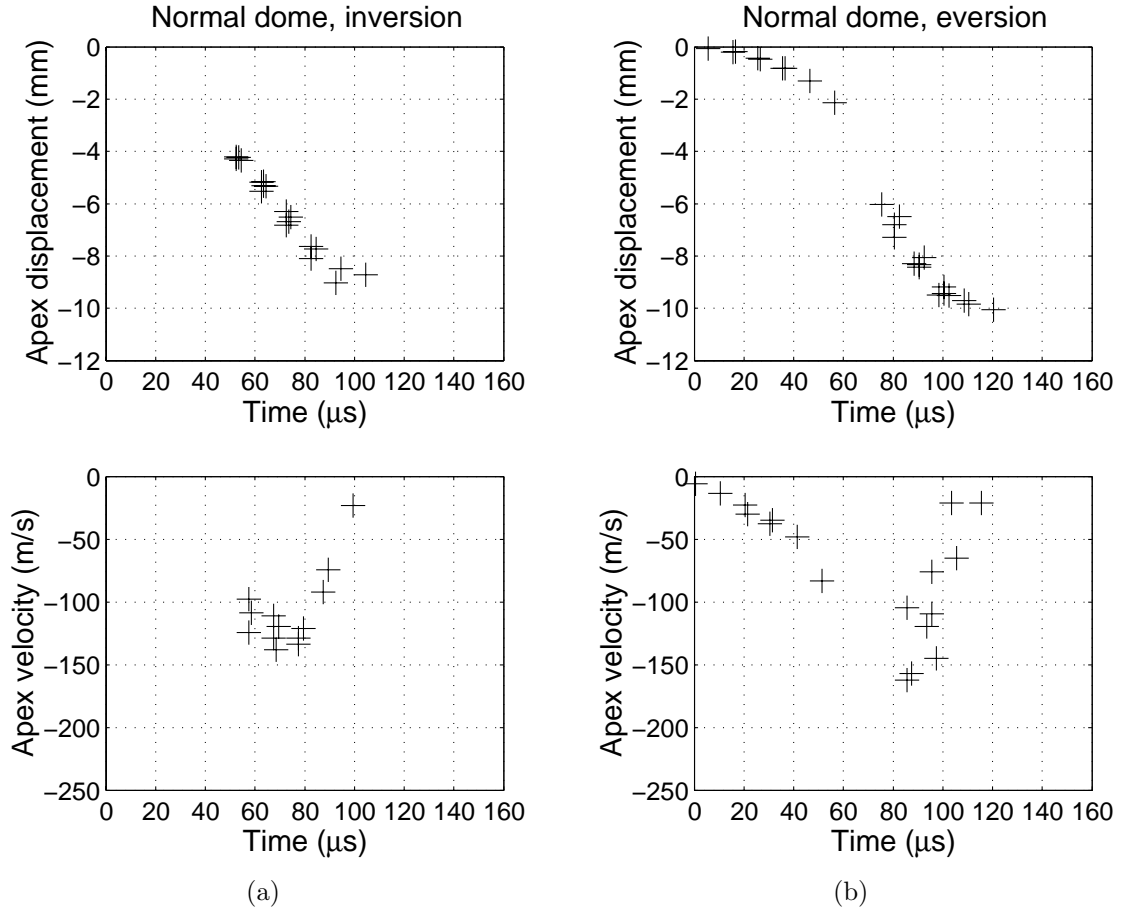 Normal dome, inversion
0
−2
−4
−6
−8
−10
−12
Apex displacement (mm)
0 20 40 60 80 100 120 140 160
Time (μs)
Normal dome, eversion
0
−2
−4
−6
−8
−10
−12
Apex displacement (mm)
0 20 40 60 80 100 120 140 160
Time (μs)
0
−50
−100
−150
−200
−250
Apex velocity (m/s)
0 20 40 60 80 100 120 140 160
Time (μs)
(a)
0
−50
−100
−150
−200
−250
Apex velocity (m/s)
0 20 40 60 80 100 120 140 160
Time (μs)
(b)